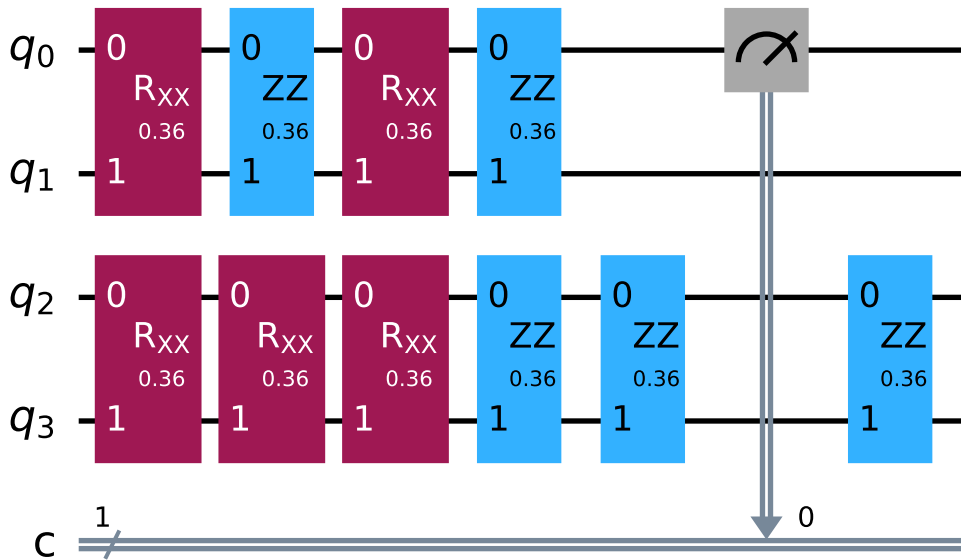 q0 0 0 0 0
RXX ZZ RXX ZZ
0.36 0.36 0.36 0.36
q1 1 1 1 1
q2 0 0 0 0 0 0
RXX RXX RXX ZZ ZZ ZZ
0.36 0.36 0.36 0.36 0.36 0.36
q3 1 1 1 1 1 1
1 0
c